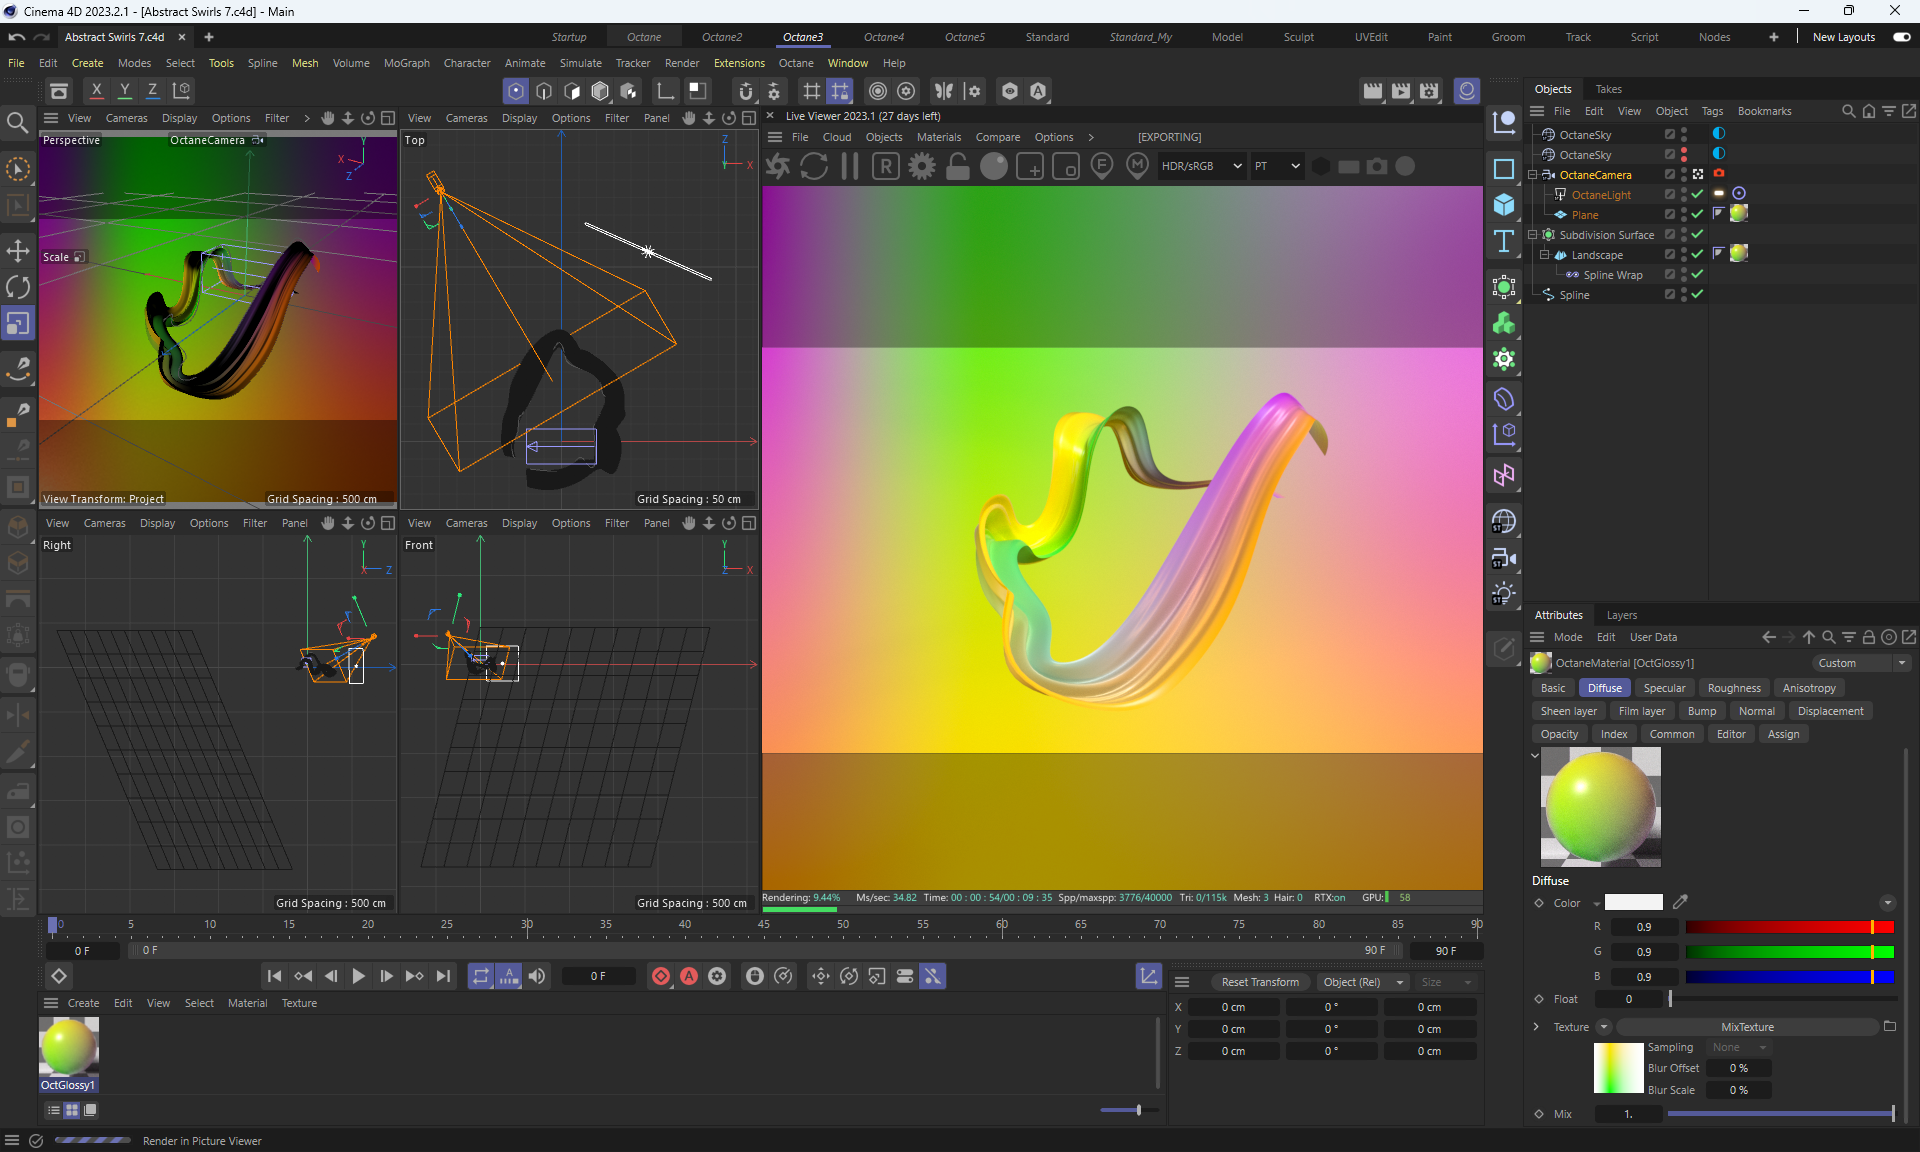 Cinema 4D 2023.2.1 - [Abstract Swirls 7.c4d] - Main
Abstract Swirls 7.c4d × + Startup Octane Octane2 Octane3 Octane4 Octane5 Standard Standard_My Model Sculpt UVEdit Paint Groom Track Script Nodes + New Layouts
File Edit Create Modes Select Tools Spline Mesh Volume MoGraph Character Animate Simulate Tracker Render Extensions Octane Window Help
X Y Z
View Cameras Display Options Filter
Perspective
OctaneCamera
X Y Z
Scale
View Transform: Project
Grid Spacing : 500 cm
View Cameras Display Options Filter Panel
Top
Z
Y X
Grid Spacing : 50 cm
View Cameras Display Options Filter Panel
Right
Y
X Z
Grid Spacing : 500 cm
View Cameras Display Options Filter Panel
Front
Y
Z X
Grid Spacing : 500 cm
Live Viewer 2023.1 (27 days left)
File Cloud Objects Materials Compare Options > [EXPORTING]
R F M HDR/sRGB PT
Rendering: 9.44% Ms/sec: 34.82 Time: 00 : 00 : 54/00 : 09 : 35 Spp/maxspp: 3776/40000 Tri: 0/115k Mesh: 3 Hair: 0 RTX:on GPU: 58
T
ST
ST
ST
Objects Takes
File Edit View Object Tags Bookmarks
OctaneSky
OctaneSky
OctaneCamera
OctaneLight
Plane
Subdivision Surface
Landscape
Spline Wrap
Spline
Attributes Layers
Mode Edit User Data
OctaneMaterial [OctGlossy1]
Custom
Basic Diffuse Specular Roughness Anisotropy
Sheen layer Film layer Bump Normal Displacement
Opacity Index Common Editor Assign
Diffuse
Color
R 0.9
G 0.9
B 0.9
Float 0
Texture MixTexture
Sampling None
Blur Offset 0 %
Blur Scale 0 %
Mix 1.
0 5 10 15 20 25 30 35 40 45 50 55 60 65 70 75 80 85 90
0 F 0 F 90 F 90 F
0 F
Create Edit View Select Material Texture
OctGlossy1
Reset Transform Object (Rel) Size
X 0 cm 0 ° 0 cm
Y 0 cm 0 ° 0 cm
Z 0 cm 0 ° 0 cm
Render in Picture Viewer